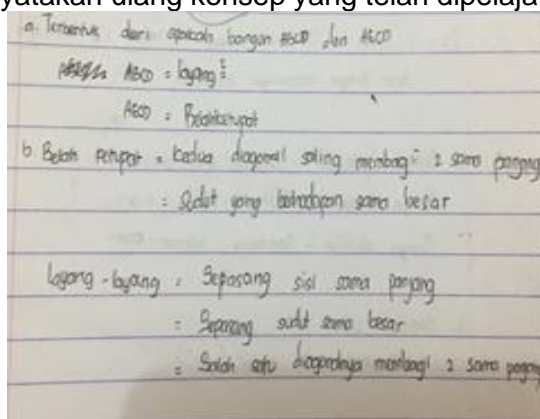 yatakan ulang konsep yang telah dipelaja
a. Terbentuk dari apakah bangun ABCD dan AECD
ABCD = layang²
AECD = Belahketupat
b. Belah Ketupat = kedua diagonal saling membagi 2 sama panjang
= Sudut yang berhadapan sama besar
Layang - layang = Sepasang sisi sama panjang
= Sepasang sudut sama besar
= Salah satu diagonalnya membagi 2 sama panjang